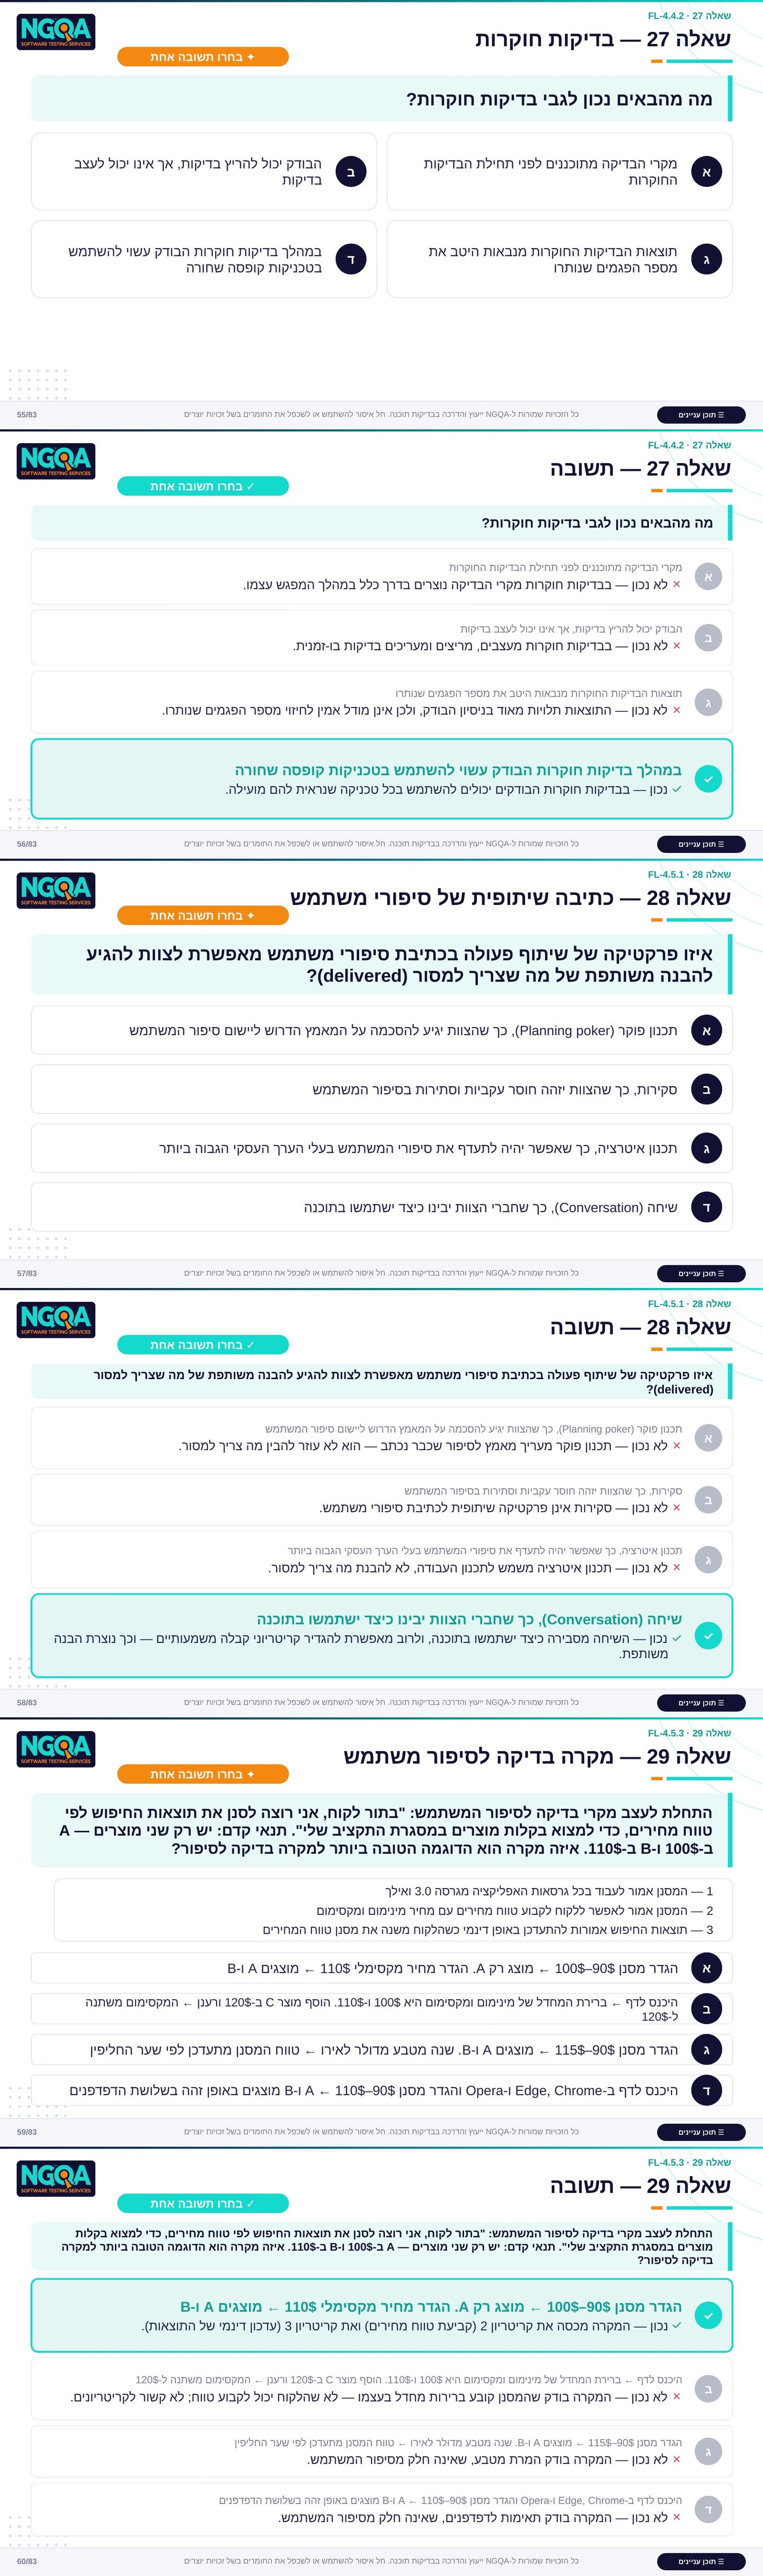 שאלה 27 · FL-4.4.2
שאלה 27 — בדיקות חוקרות
NGQA
SOFTWARE TESTING SERVICES
✦ בחרו תשובה אחת
מה מהבאים נכון לגבי בדיקות חוקרות?
א
מקרי הבדיקה מתוכננים לפני תחילת הבדיקות
החוקרות
ב
הבודק יכול להריץ בדיקות, אך אינו יכול לעצב
בדיקות
ג
תוצאות הבדיקות החוקרות מנבאות היטב את
מספר הפגמים שנותרו
ד
במהלך בדיקות חוקרות הבודק עשוי להשתמש
בטכניקות קופסה שחורה
☰ תוכן עניינים
כל הזכויות שמורות ל-NGQA ייעוץ והדרכה בבדיקות תוכנה. חל איסור להשתמש או לשכפל את החומרים בשל זכויות יוצרים
55/83
שאלה 27 · FL-4.4.2
שאלה 27 — תשובה
NGQA
SOFTWARE TESTING SERVICES
✓ בחרו תשובה אחת
מה מהבאים נכון לגבי בדיקות חוקרות?
א
מקרי הבדיקה מתוכננים לפני תחילת הבדיקות החוקרות
✕ לא נכון — בבדיקות חוקרות מקרי הבדיקה נוצרים בדרך כלל במהלך המפגש עצמו.
ב
הבודק יכול להריץ בדיקות, אך אינו יכול לעצב בדיקות
✕ לא נכון — בבדיקות חוקרות מעצבים, מריצים ומעריכים בדיקות בו-זמנית.
ג
תוצאות הבדיקות החוקרות מנבאות היטב את מספר הפגמים שנותרו
✕ לא נכון — התוצאות תלויות מאוד בניסיון הבודק, ולכן אינן מודל אמין לחיזוי מספר הפגמים שנותרו.
✓
במהלך בדיקות חוקרות הבודק עשוי להשתמש בטכניקות קופסה שחורה
✓ נכון — בבדיקות חוקרות הבודקים יכולים להשתמש בכל טכניקה שנראית להם מועילה.
☰ תוכן עניינים
כל הזכויות שמורות ל-NGQA ייעוץ והדרכה בבדיקות תוכנה. חל איסור להשתמש או לשכפל את החומרים בשל זכויות יוצרים
56/83
שאלה 28 · FL-4.5.1
שאלה 28 — כתיבה שיתופית של סיפורי משתמש
NGQA
SOFTWARE TESTING SERVICES
✦ בחרו תשובה אחת
איזו פרקטיקה של שיתוף פעולה בכתיבת סיפורי משתמש מאפשרת לצוות להגיע
להבנה משותפת של מה שצריך למסור (delivered)?
א
תכנון פוקר (Planning poker), כך שהצוות יגיע להסכמה על המאמץ הדרוש ליישום סיפור המשתמש
ב
סקירות, כך שהצוות יזהה חוסר עקביות וסתירות בסיפור המשתמש
ג
תכנון איטרציה, כך שאפשר יהיה לתעדף את סיפורי המשתמש בעלי הערך העסקי הגבוה ביותר
ד
שיחה (Conversation), כך שחברי הצוות יבינו כיצד ישתמשו בתוכנה
☰ תוכן עניינים
כל הזכויות שמורות ל-NGQA ייעוץ והדרכה בבדיקות תוכנה. חל איסור להשתמש או לשכפל את החומרים בשל זכויות יוצרים
57/83
שאלה 28 · FL-4.5.1
שאלה 28 — תשובה
NGQA
SOFTWARE TESTING SERVICES
✓ בחרו תשובה אחת
איזו פרקטיקה של שיתוף פעולה בכתיבת סיפורי משתמש מאפשרת לצוות להגיע להבנה משותפת של מה שצריך למסור
(delivered)?
א
תכנון פוקר (Planning poker), כך שהצוות יגיע להסכמה על המאמץ הדרוש ליישום סיפור המשתמש
✕ לא נכון — תכנון פוקר מעריך מאמץ לסיפור שכבר נכתב — הוא לא עוזר להבין מה צריך למסור.
ב
סקירות, כך שהצוות יזהה חוסר עקביות וסתירות בסיפור המשתמש
✕ לא נכון — סקירות אינן פרקטיקה שיתופית לכתיבת סיפורי משתמש.
ג
תכנון איטרציה, כך שאפשר יהיה לתעדף את סיפורי המשתמש בעלי הערך העסקי הגבוה ביותר
✕ לא נכון — תכנון איטרציה משמש לתכנון העבודה, לא להבנת מה צריך למסור.
✓
שיחה (Conversation), כך שחברי הצוות יבינו כיצד ישתמשו בתוכנה
✓ נכון — השיחה מסבירה כיצד ישתמשו בתוכנה, ולרוב מאפשרת להגדיר קריטריוני קבלה משמעותיים — וכך נוצרת הבנה
משותפת.
☰ תוכן עניינים
כל הזכויות שמורות ל-NGQA ייעוץ והדרכה בבדיקות תוכנה. חל איסור להשתמש או לשכפל את החומרים בשל זכויות יוצרים
58/83
שאלה 29 · FL-4.5.3
שאלה 29 — מקרה בדיקה לסיפור משתמש
NGQA
SOFTWARE TESTING SERVICES
✦ בחרו תשובה אחת
התחלת לעצב מקרי בדיקה לסיפור המשתמש: "בתור לקוח, אני רוצה לסנן את תוצאות החיפוש לפי
טווח מחירים, כדי למצוא בקלות מוצרים במסגרת התקציב שלי". תנאי קדם: יש רק שני מוצרים — A
ב-100$ ו-B ב-110$. איזה מקרה הוא הדוגמה הטובה ביותר למקרה בדיקה לסיפור?
1 — המסנן אמור לעבוד בכל גרסאות האפליקציה מגרסה 3.0 ואילך
2 — המסנן אמור לאפשר ללקוח לקבוע טווח מחירים עם מחיר מינימום ומקסימום
3 — תוצאות החיפוש אמורות להתעדכן באופן דינמי כשהלקוח משנה את מסנן טווח המחירים
א
הגדר מסנן 90$–100$ ← מוצג רק A. הגדר מחיר מקסימלי 110$ ← מוצגים A ו-B
ב
היכנס לדף ← ברירת המחדל של מינימום ומקסימום היא 100$ ו-110$. הוסף מוצר C ב-120$ ורענן ← המקסימום משתנה
ל-120$
ג
הגדר מסנן 90$–115$ ← מוצגים A ו-B. שנה מטבע מדולר לאירו ← טווח המסנן מתעדכן לפי שער החליפין
ד
היכנס לדף ב-Edge, Chrome ו-Opera והגדר מסנן 90$–110$ ← A ו-B מוצגים באופן זהה בשלושת הדפדפנים
☰ תוכן עניינים
כל הזכויות שמורות ל-NGQA ייעוץ והדרכה בבדיקות תוכנה. חל איסור להשתמש או לשכפל את החומרים בשל זכויות יוצרים
59/83
שאלה 29 · FL-4.5.3
שאלה 29 — תשובה
NGQA
SOFTWARE TESTING SERVICES
✓ בחרו תשובה אחת
התחלת לעצב מקרי בדיקה לסיפור המשתמש: "בתור לקוח, אני רוצה לסנן את תוצאות החיפוש לפי טווח מחירים, כדי למצוא בקלות
מוצרים במסגרת התקציב שלי". תנאי קדם: יש רק שני מוצרים — A ב-100$ ו-B ב-110$. איזה מקרה הוא הדוגמה הטובה ביותר למקרה
בדיקה לסיפור?
✓
הגדר מסנן 90$–100$ ← מוצג רק A. הגדר מחיר מקסימלי 110$ ← מוצגים A ו-B
✓ נכון — המקרה מכסה את קריטריון 2 (קביעת טווח מחירים) ואת קריטריון 3 (עדכון דינמי של התוצאות).
ב
היכנס לדף ← ברירת המחדל של מינימום ומקסימום היא 100$ ו-110$. הוסף מוצר C ב-120$ ורענן ← המקסימום משתנה ל-120$
✕ לא נכון — המקרה בודק שהמסנן קובע ברירות מחדל בעצמו — לא שהלקוח יכול לקבוע טווח; לא קשור לקריטריונים.
ג
הגדר מסנן 90$–115$ ← מוצגים A ו-B. שנה מטבע מדולר לאירו ← טווח המסנן מתעדכן לפי שער החליפין
✕ לא נכון — המקרה בודק המרת מטבע, שאינה חלק מסיפור המשתמש.
ד
היכנס לדף ב-Edge, Chrome ו-Opera והגדר מסנן 90$–110$ ← A ו-B מוצגים באופן זהה בשלושת הדפדפנים
✕ לא נכון — המקרה בודק תאימות לדפדפנים, שאינה חלק מסיפור המשתמש.
☰ תוכן עניינים
כל הזכויות שמורות ל-NGQA ייעוץ והדרכה בבדיקות תוכנה. חל איסור להשתמש או לשכפל את החומרים בשל זכויות יוצרים
60/83